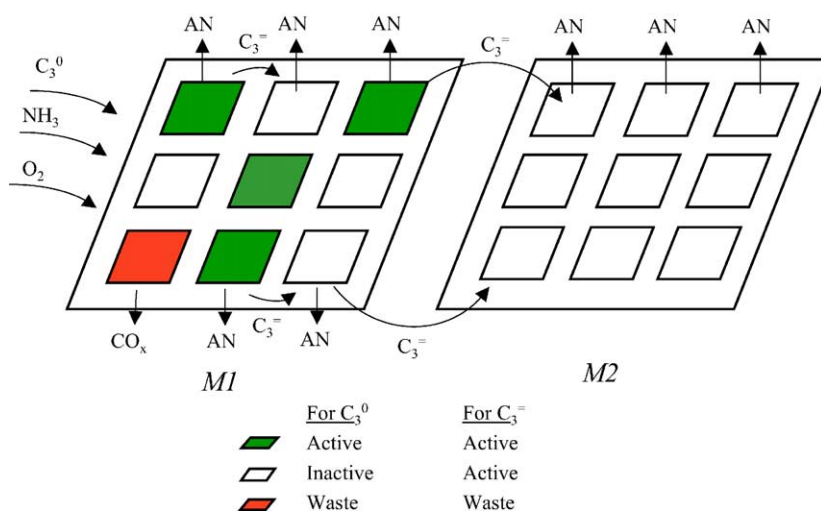 AN AN AN AN AN AN
C₃⁼ C₃⁼
C₃⁰
NH₃
O₂
COₓ AN C₃⁼ AN C₃⁼
M1 M2
For C₃⁰ For C₃⁼
Active Active
Inactive Active
Waste Waste